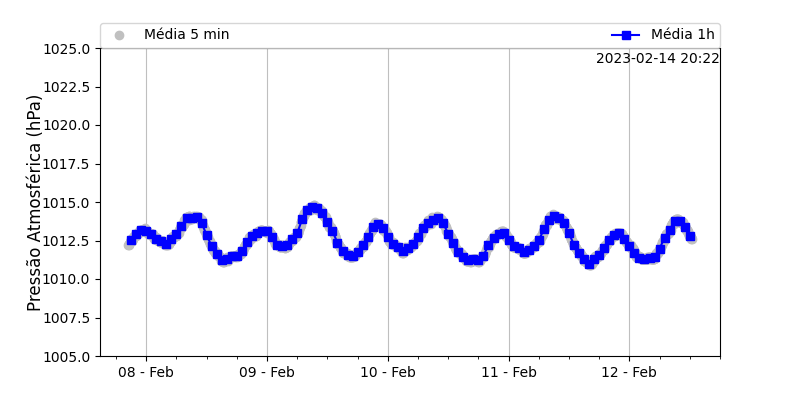 Média 5 min
Média 1h
2023-02-14 20:22
Pressão Atmosférica (hPa)
1025.0
1022.5
1020.0
1017.5
1015.0
1012.5
1010.0
1007.5
1005.0
08 - Feb
09 - Feb
10 - Feb
11 - Feb
12 - Feb